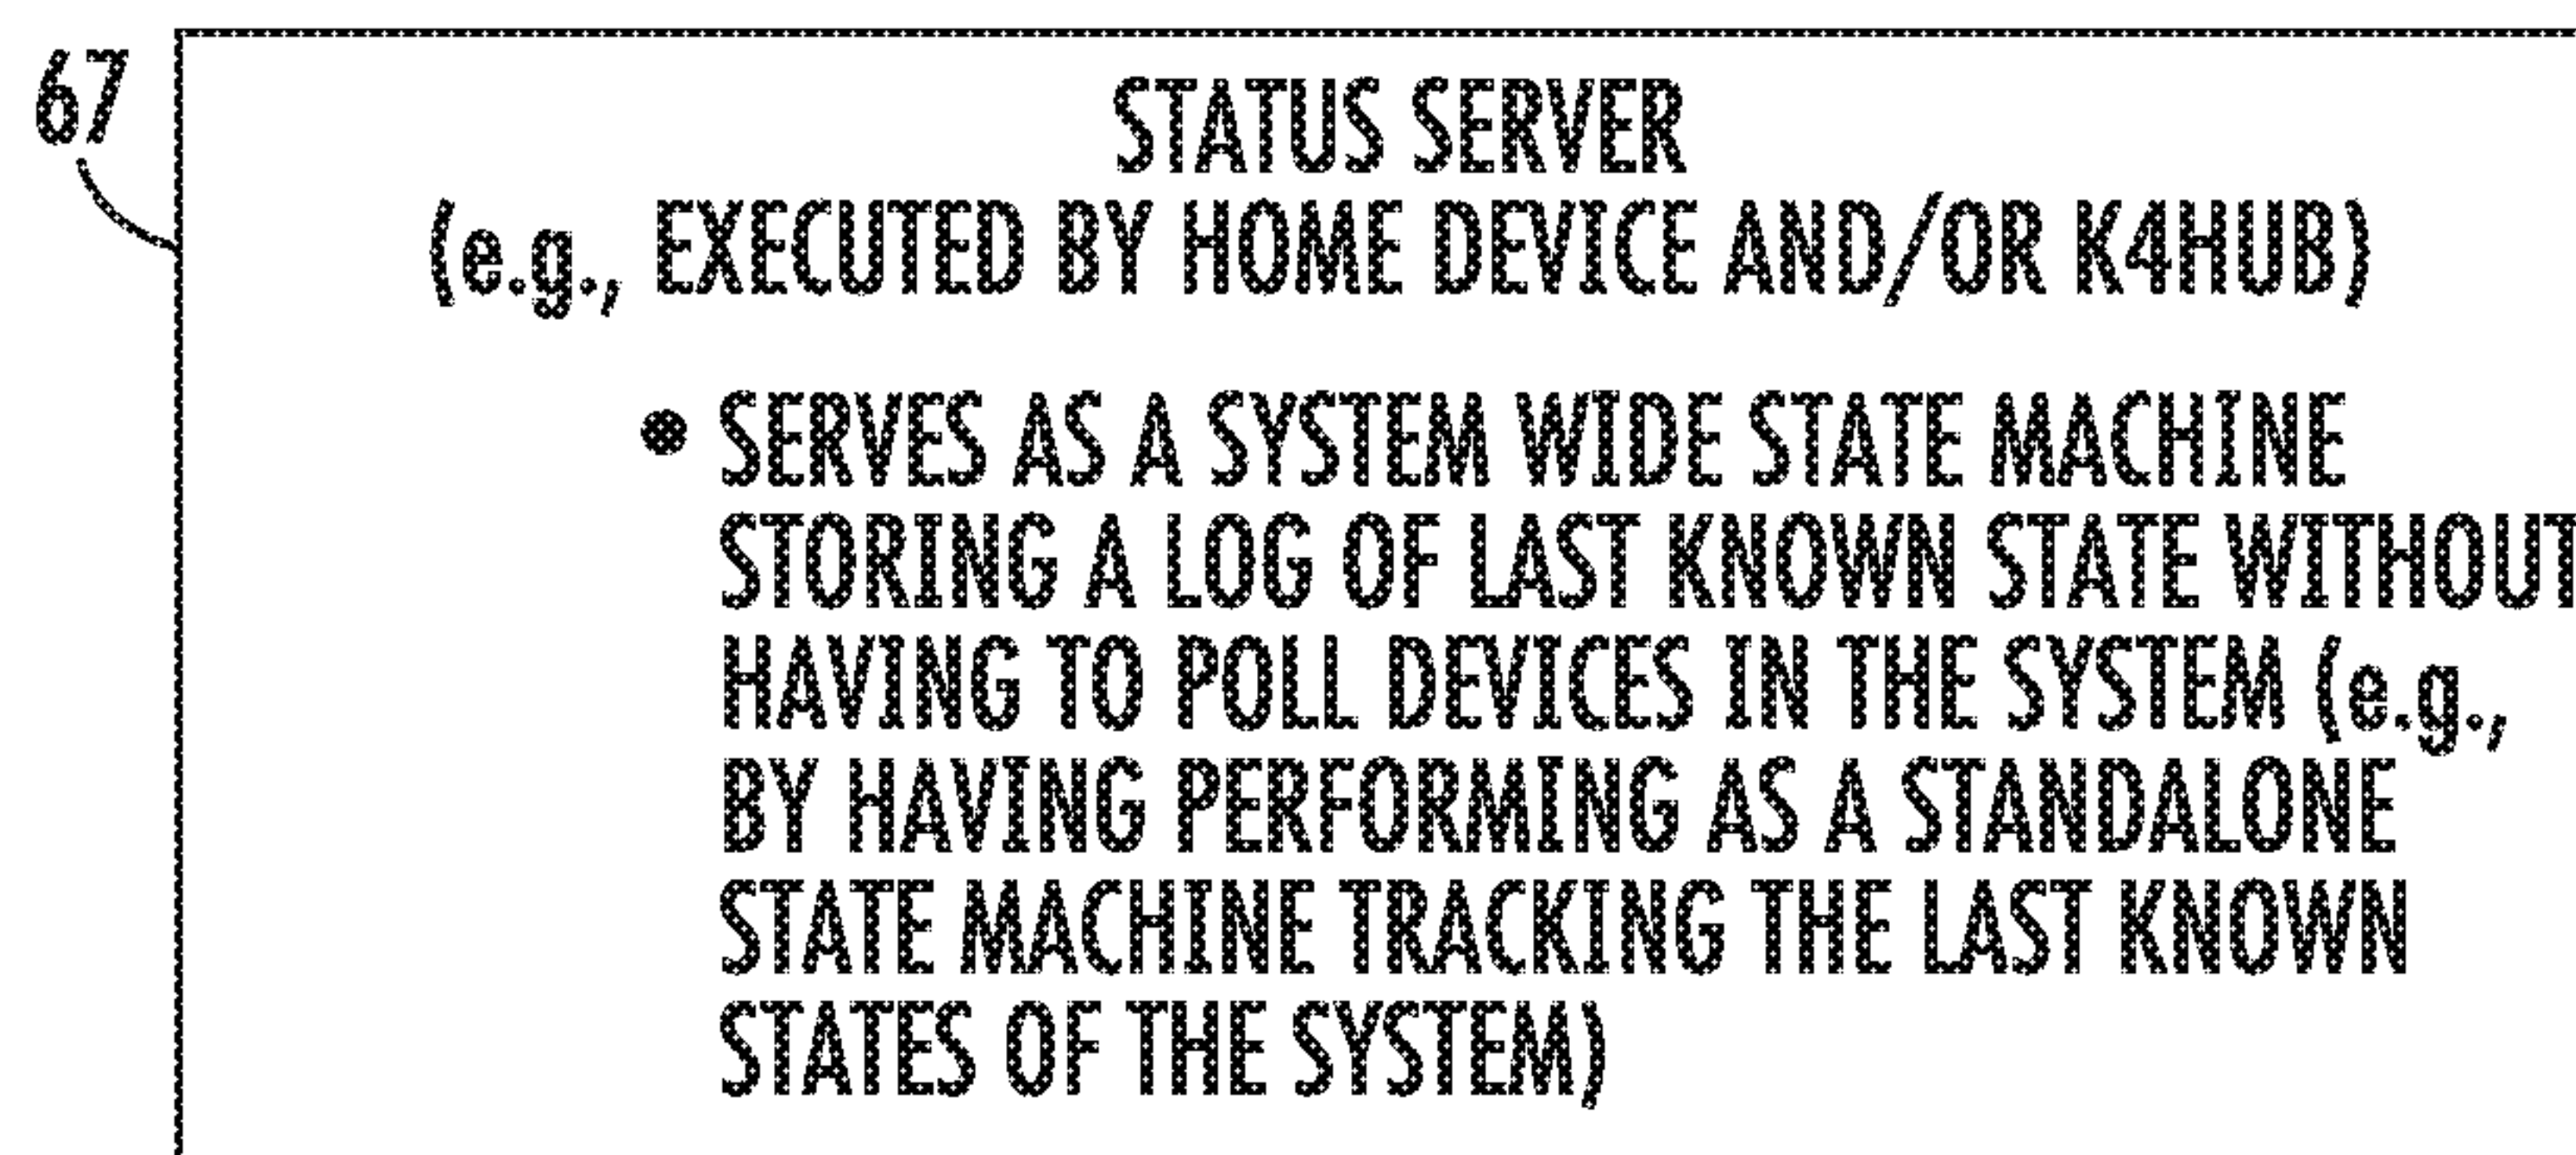 67
STATUS SERVER
(e.g., EXECUTED BY HOME DEVICE AND/OR K4HUB)
• SERVES AS A SYSTEM WIDE STATE MACHINE
STORING A LOG OF LAST KNOWN STATE WITHOUT
HAVING TO POLL DEVICES IN THE SYSTEM (e.g.,
BY HAVING PERFORMING AS A STANDALONE
STATE MACHINE TRACKING THE LAST KNOWN
STATES OF THE SYSTEM)